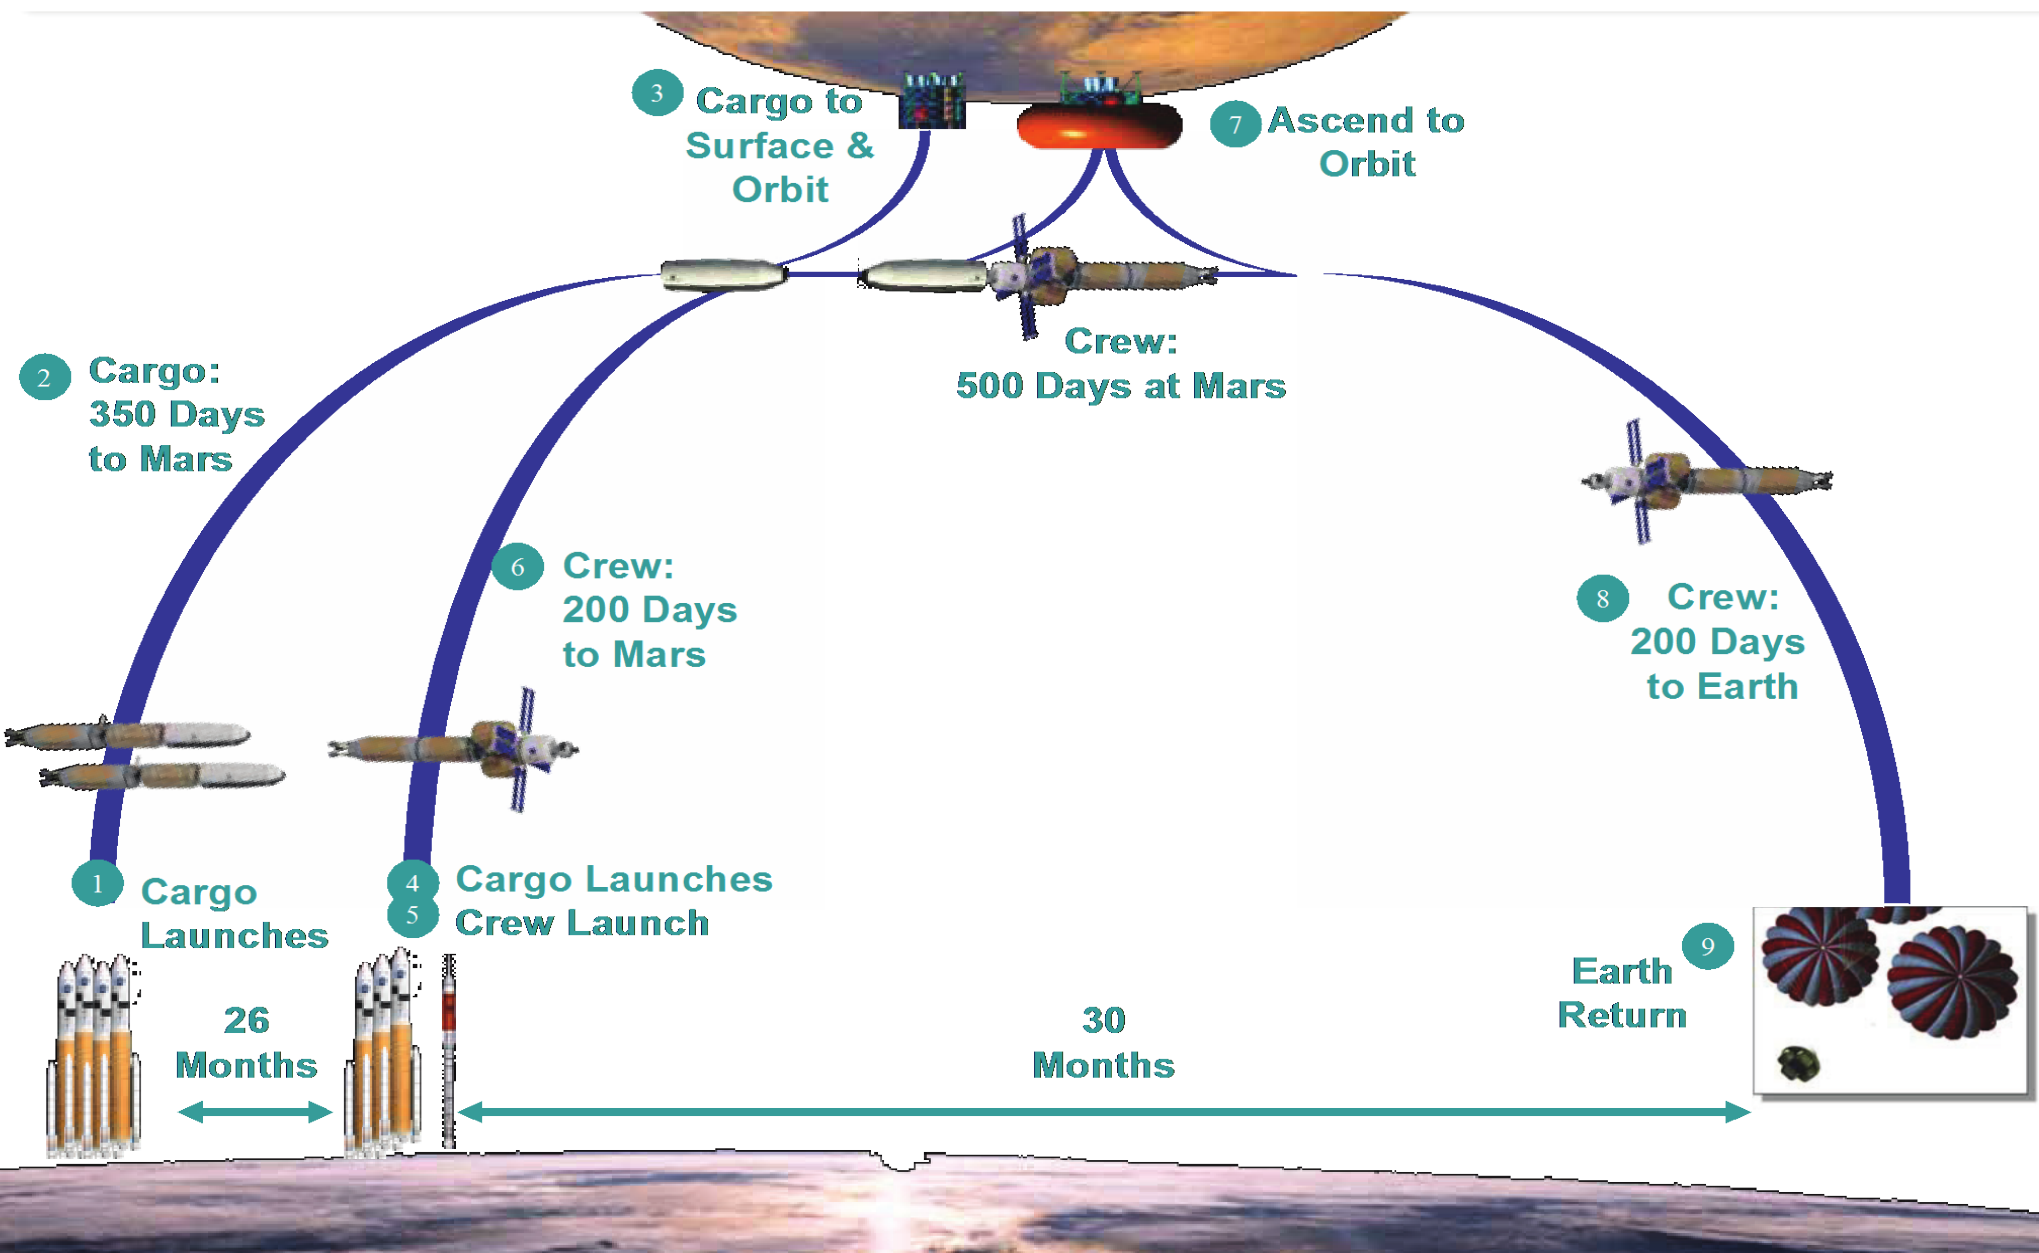 3
Cargo to
Surface &
Orbit
7
Ascend to
Orbit
2
Cargo:
350 Days
to Mars
Crew:
500 Days at Mars
6
Crew:
200 Days
to Mars
8
Crew:
200 Days
to Earth
1
Cargo
Launches
4
Cargo Launches
5
Crew Launch
9
Earth
Return
26
Months
30
Months